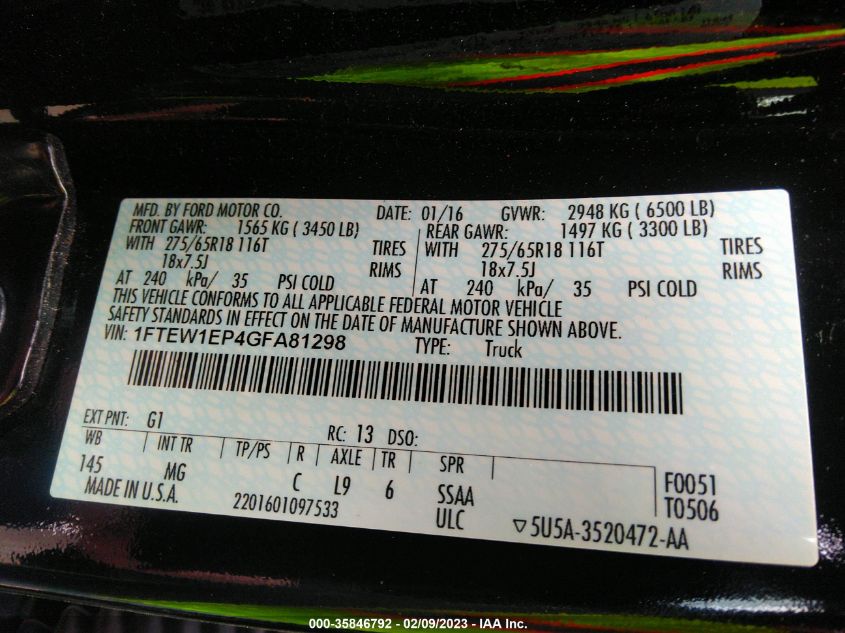 MFD. BY FORD MOTOR CO. DATE: 01/16 GVWR: 2948 KG ( 6500 LB)
FRONT GAWR: 1565 KG ( 3450 LB) REAR GAWR: 1497 KG ( 3300 LB)
WITH 275/65R18 116T TIRES WITH 275/65R18 116T TIRES
18x7.5J RIMS 18x7.5J RIMS
AT 240 kPa/ 35 PSI COLD AT 240 kPa/ 35 PSI COLD
THIS VEHICLE CONFORMS TO ALL APPLICABLE FEDERAL MOTOR VEHICLE
SAFETY STANDARDS IN EFFECT ON THE DATE OF MANUFACTURE SHOWN ABOVE.
VIN: 1FTEW1EP4GFA81298 TYPE: Truck
EXT PNT: G1 RC: 13 DSO:
WB INT TR TP/PS R AXLE TR SPR
145 MG C L9 6 SSAA F0051
MADE IN U.S.A. 2201601097533 ULC T0506
▽5U5A-3520472-AA
000-35846792 - 02/09/2023 - IAA Inc.